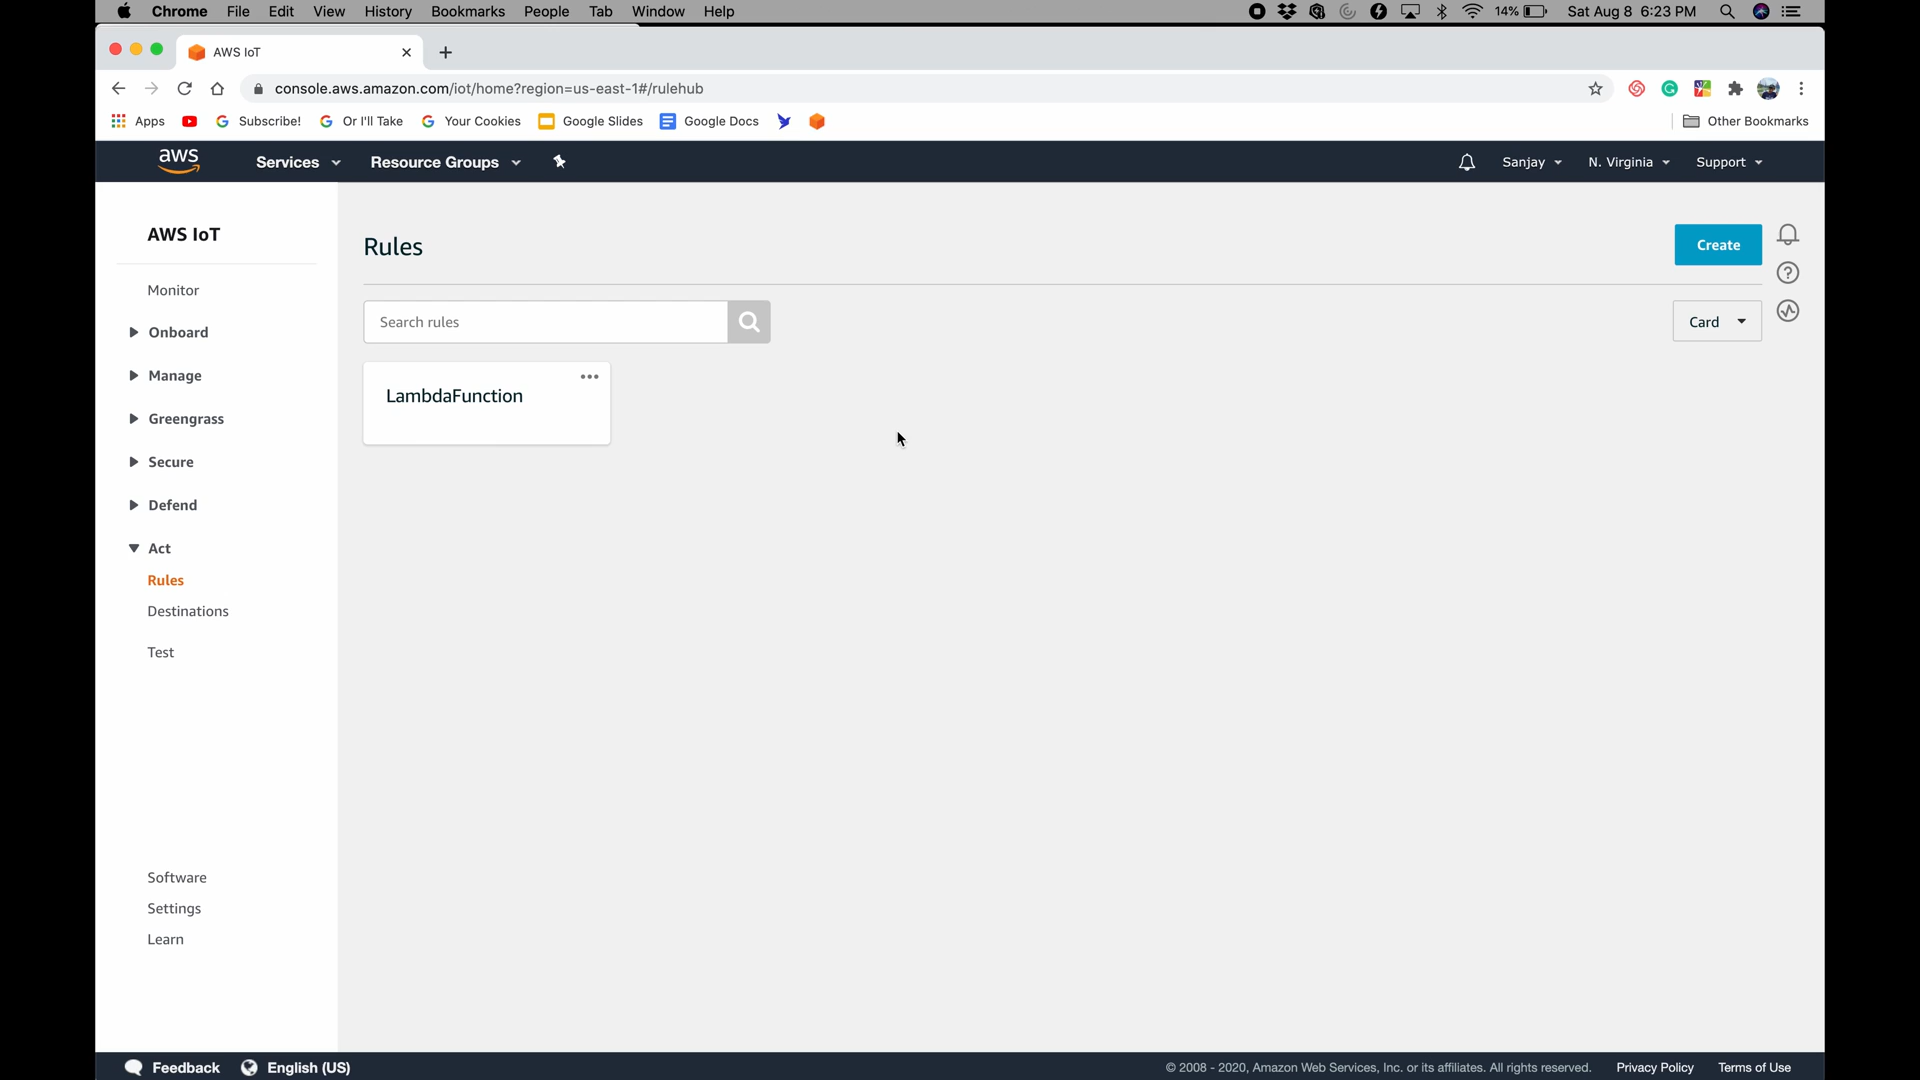 Chrome File Edit View History Bookmarks People Tab Window Help 14% Sat Aug 8 6:23 PM
AWS IoT
console.aws.amazon.com/iot/home?region=us-east-1#/rulehub
Apps Subscribe! Or I'll Take Your Cookies Google Slides Google Docs Other Bookmarks
aws Services Resource Groups Sanjay N. Virginia Support
AWS IoT
Monitor
Onboard
Manage
Greengrass
Secure
Defend
Act
Rules
Destinations
Test
Software
Settings
Learn
Rules
Create
Search rules
Card
LambdaFunction
Feedback English (US) © 2008 - 2020, Amazon Web Services, Inc. or its affiliates. All rights reserved. Privacy Policy Terms of Use